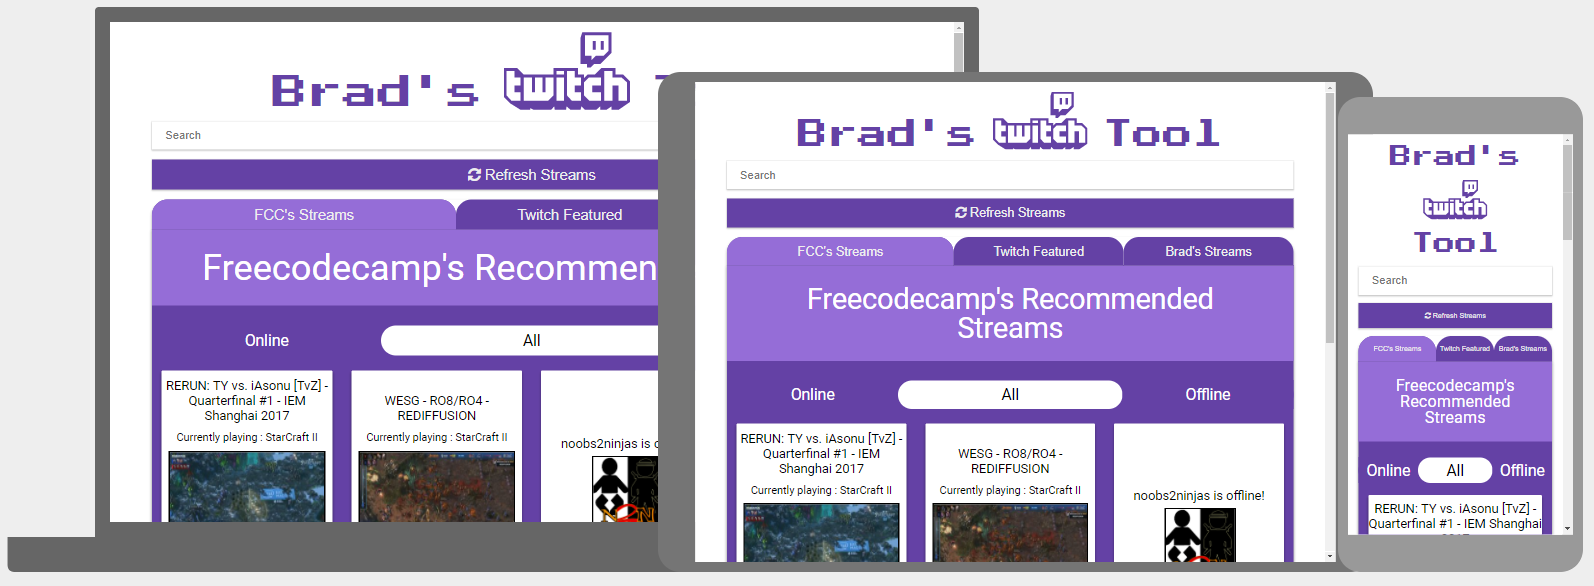 Brad's twitch T
Search
Refresh Streams
FCC's Streams Twitch Featured
Freecodecamp's Recommen
Online All
RERUN: TY vs. iAsonu [TvZ] -
Quarterfinal #1 - IEM
Shanghai 2017
Currently playing : StarCraft II
WESG - RO8/RO4 -
REDIFFUSION
Currently playing : StarCraft II
noobs2ninjas is
Brad's twitch Tool
Search
Refresh Streams
FCC's Streams Twitch Featured Brad's Streams
Freecodecamp's Recommended
Streams
Online All Offline
RERUN: TY vs. iAsonu [TvZ] -
Quarterfinal #1 - IEM
Shanghai 2017
Currently playing : StarCraft II
WESG - RO8/RO4 -
REDIFFUSION
Currently playing : StarCraft II
noobs2ninjas is offline!
Brad's
twitch
Tool
Search
Refresh Streams
FCC's Streams Twitch Featured Brad's Streams
Freecodecamp's
Recommended
Streams
Online All Offline
RERUN: TY vs. iAsonu [TvZ] -
Quarterfinal #1 - IEM Shanghai